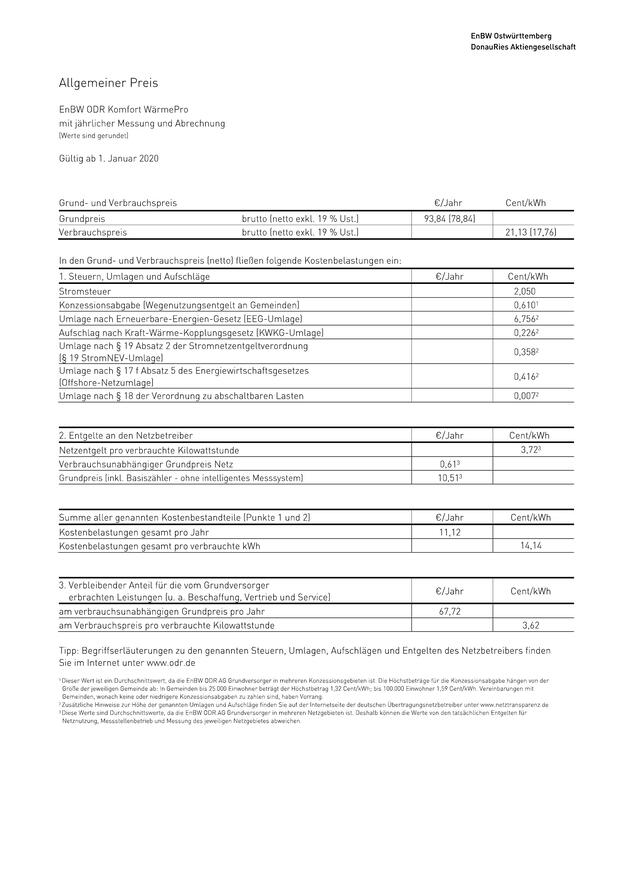 EnBW Ostwürttemberg
DonauRies Aktiengesellschaft
Allgemeiner Preis
EnBW ODR Komfort WärmePro
mit jährlicher Messung und Abrechnung
(Werte sind gerundet)
Gültig ab 1. Januar 2020
Grund- und Verbrauchspreis €/Jahr Cent/kWh
Grundpreis brutto (netto exkl. 19 % Ust.) 93,84 (78,84)
Verbrauchspreis brutto (netto exkl. 19 % Ust.) 21,13 (17,76)
In den Grund- und Verbrauchspreis (netto) fließen folgende Kostenbelastungen ein:
1. Steuern, Umlagen und Aufschläge €/Jahr Cent/kWh
Stromsteuer 2,050
Konzessionsabgabe (Wegenutzungsentgelt an Gemeinden) 0,610¹
Umlage nach Erneuerbare-Energien-Gesetz (EEG-Umlage) 6,756²
Aufschlag nach Kraft-Wärme-Kopplungsgesetz (KWKG-Umlage) 0,226²
Umlage nach § 19 Absatz 2 der Stromnetzentgeltverordnung
(§ 19 StromNEV-Umlage) 0,358²
Umlage nach § 17 f Absatz 5 des Energiewirtschaftsgesetzes
(Offshore-Netzumlage) 0,416²
Umlage nach § 18 der Verordnung zu abschaltbaren Lasten 0,007²
2. Entgelte an den Netzbetreiber €/Jahr Cent/kWh
Netzentgelt pro verbrauchte Kilowattstunde 3,72³
Verbrauchsunabhängiger Grundpreis Netz 0,61³
Grundpreis (inkl. Basiszähler - ohne intelligentes Messsystem) 10,51³
Summe aller genannten Kostenbestandteile (Punkte 1 und 2) €/Jahr Cent/kWh
Kostenbelastungen gesamt pro Jahr 11,12
Kostenbelastungen gesamt pro verbrauchte kWh 14,14
3. Verbleibender Anteil für die vom Grundversorger
erbrachten Leistungen (u. a. Beschaffung, Vertrieb und Service) €/Jahr Cent/kWh
am verbrauchsunabhängigen Grundpreis pro Jahr 67,72
am Verbrauchspreis pro verbrauchte Kilowattstunde 3,62
Tipp: Begriffserläuterungen zu den genannten Steuern, Umlagen, Aufschlägen und Entgelten des Netzbetreibers finden
Sie im Internet unter www.odr.de
¹ Dieser Wert ist ein Durchschnittswert, da die EnBW ODR AG Grundversorger in mehreren Konzessionsgebieten ist. Die Höchstbeträge für die Konzessionsabgabe hängen von der
Größe der jeweiligen Gemeinde ab: In Gemeinden bis 25.000 Einwohner beträgt der Höchstbetrag 1,32 Cent/kWh; bis 100.000 Einwohner 1,59 Cent/kWh. Vereinbarungen mit
Gemeinden, wonach keine oder niedrigere Konzessionsabgaben zu zahlen sind, haben Vorrang.
² Zusätzliche Hinweise zur Höhe der genannten Umlagen und Aufschläge finden Sie auf der Internetseite der deutschen Übertragungsnetzbetreiber unter www.netztransparenz.de
³ Diese Werte sind Durchschnittswerte, da die EnBW ODR AG Grundversorger in mehreren Netzgebieten ist. Deshalb können die Werte von den tatsächlichen Entgelten für
Netznutzung, Messstellenbetrieb und Messung des jeweiligen Netzgebietes abweichen.